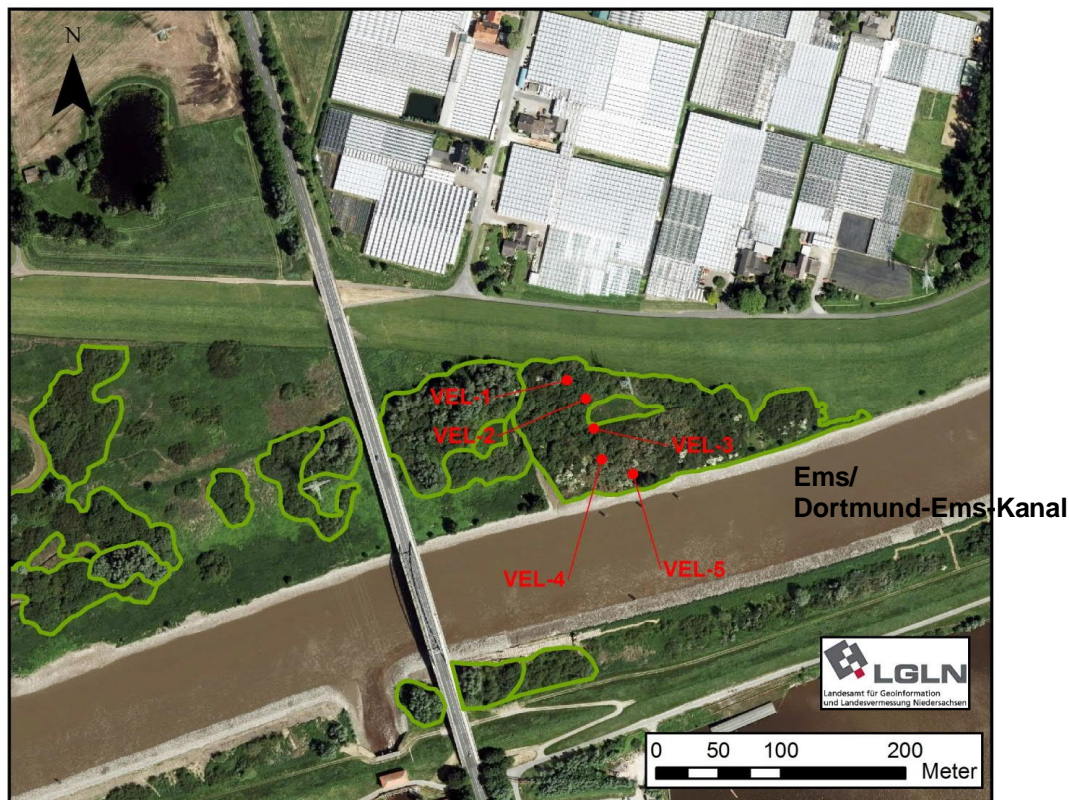 N
VEL-1
VEL-2
VEL-3
Ems/
Dortmund-Ems-Kanal
VEL-4
VEL-5
LGLN
Landesamt für Geoinformation
und Landesvermessung Niedersachsen
0 50 100 200
Meter